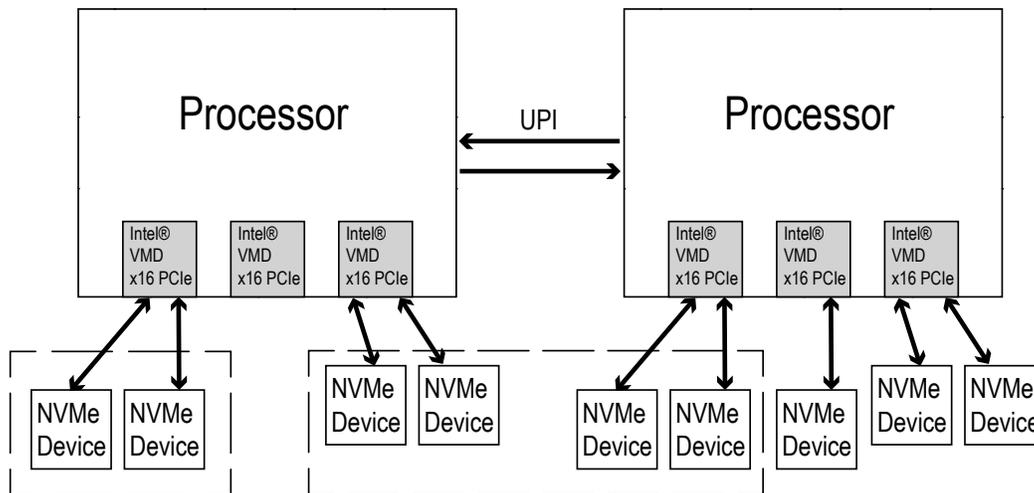 Processor
UPI
Processor
Intel®
VMD
x16 PCIe
Intel®
VMD
x16 PCIe
Intel®
VMD
x16 PCIe
Intel®
VMD
x16 PCIe
Intel®
VMD
x16 PCIe
Intel®
VMD
x16 PCIe
NVMe
Device
NVMe
Device
NVMe
Device
NVMe
Device
NVMe
Device
NVMe
Device
NVMe
Device
NVMe
Device
NVMe
Device